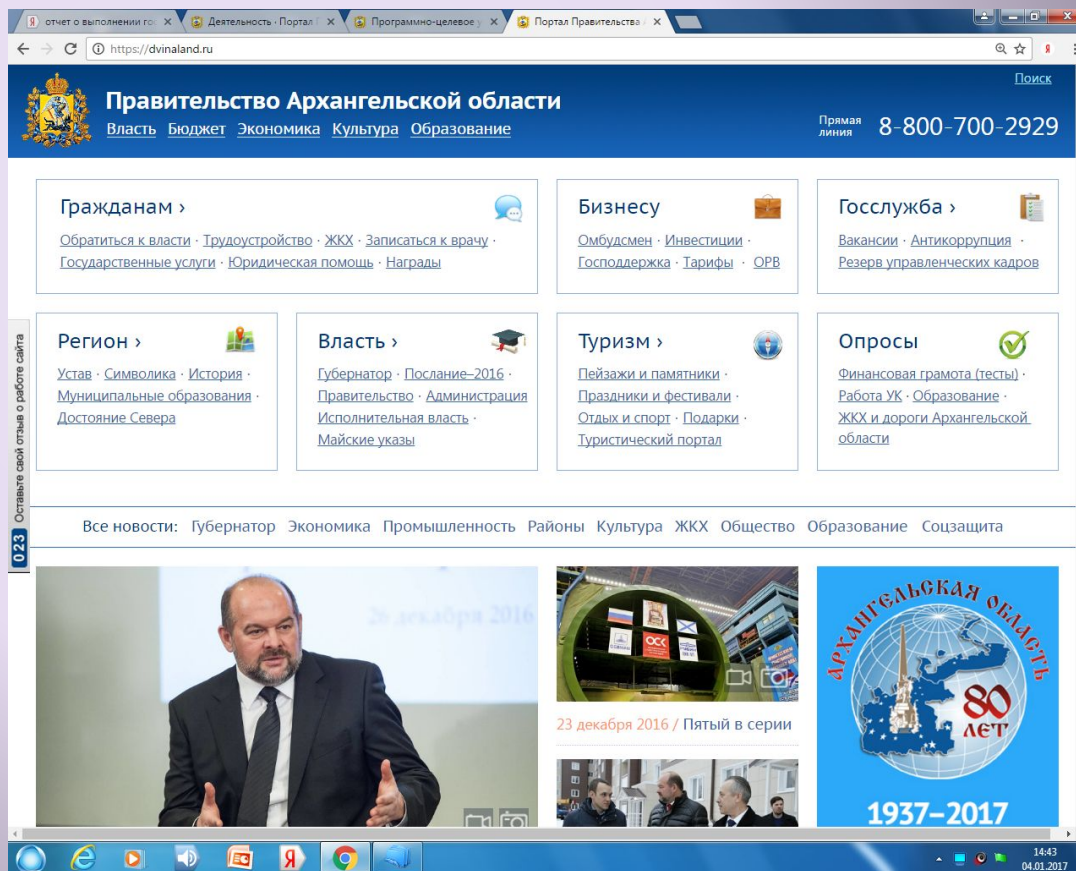 отчет о выполнении го
Деятельность · Портал П
Программно-целевое у
Портал Правительства
https://dvinaland.ru
Поиск
Правительство Архангельской области
Власть Бюджет Экономика Культура Образование
Прямая линия 8-800-700-2929
Гражданам ›
Обратиться к власти · Трудоустройство · ЖКХ · Записаться к врачу ·
Государственные услуги · Юридическая помощь · Награды
Бизнесу
Омбудсмен · Инвестиции ·
Господдержка · Тарифы · ОРВ
Госслужба ›
Вакансии · Антикоррупция ·
Резерв управленческих кадров
Регион ›
Устав · Символика · История ·
Муниципальные образования ·
Достояние Севера
Власть ›
Губернатор · Послание–2016 ·
Правительство · Администрация
Исполнительная власть ·
Майские указы
Туризм ›
Пейзажи и памятники ·
Праздники и фестивали ·
Отдых и спорт · Подарки ·
Туристический портал
Опросы
Финансовая грамота (тесты) ·
Работа УК · Образование ·
ЖКХ и дороги Архангельской
области
Оставьте свой отзыв о работе сайта
023
Все новости: Губернатор Экономика Промышленность Районы Культура ЖКХ Общество Образование Соцзащита
26 декабря 2016
ОСК
23 декабря 2016 / Пятый в серии
АРХАНГЕЛЬСКАЯ ОБЛАСТЬ
80
ЛЕТ
1937–2017
14:43
04.01.2017